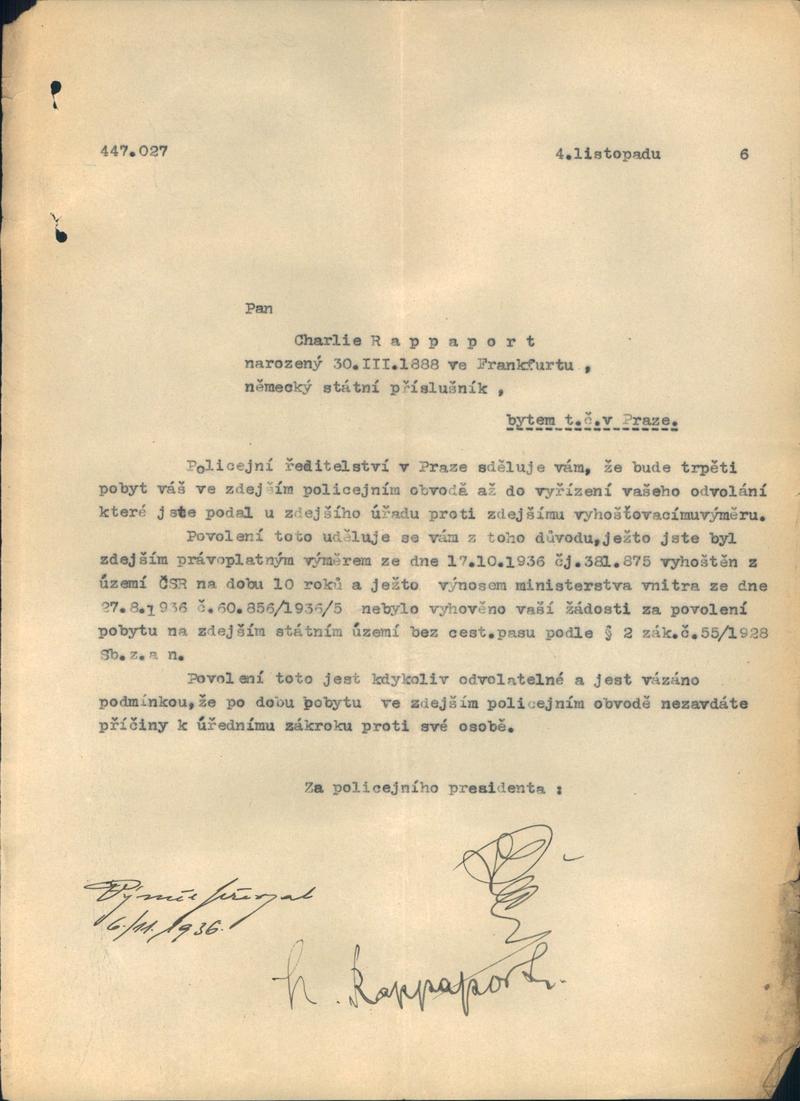 447.027 4.listopadu 6
Pan
Charlie R a p p a p o r t
narozený 30.III.1888 ve Frankfurtu ,
německý státní příslušník ,
bytem t.č.v Praze.
Policejní ředitelství v Praze sděluje vám, že bude trpěti
pobyt váš ve zdejším policejním obvodě až do vyřízení vašeho odvolání
které jste podal u zdejšího úřadu proti zdejšímu vyhošťovacímuvýměru.
Povolení toto uděluje se vám z toho důvodu,ježto jste byl
zdejším právoplatným výměrem ze dne 17.10.1936 čj.381.875 vyhoštěn z
území ČSR na dobu 10 roků a ježto výnosem ministerstva vnitra ze dne
27.8.1936 č.60.856/1936/5 nebylo vyhověno vaší žádosti za povolení
pobytu na zdejším státním území bez cest.pasu podle § 2 zák.č.55/1928
Sb.z.a n.
Povolení toto jest kdykoliv odvolatelné a jest vázáno
podmínkou,že po dobu pobytu ve zdejším policejním obvodě nezavdáte
příčiny k úřednímu zákroku proti své osobě.
Za policejního presidenta :
Výměr převzal
6./11. 1936.
Rappaport.